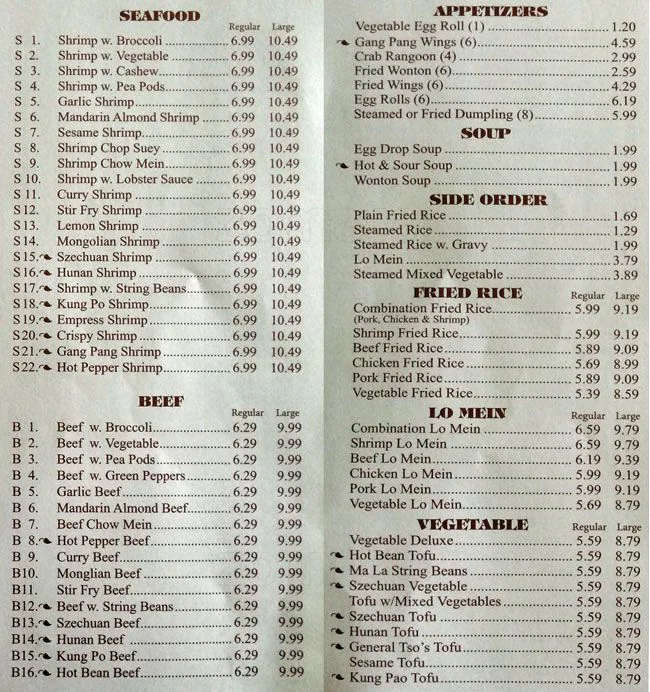 SEAFOOD
Regular Large
S 1. Shrimp w. Broccoli 6.99 10.49
S 2. Shrimp w. Vegetable 6.99 10.49
S 3. Shrimp w. Cashew 6.99 10.49
S 4. Shrimp w. Pea Pods 6.99 10.49
S 5. Garlic Shrimp 6.99 10.49
S 6. Mandarin Almond Shrimp 6.99 10.49
S 7. Sesame Shrimp 6.99 10.49
S 8. Shrimp Chop Suey 6.99 10.49
S 9. Shrimp Chow Mein 6.99 10.49
S 10. Shrimp w. Lobster Sauce 6.99 10.49
S 11. Curry Shrimp 6.99 10.49
S12. Stir Fry Shrimp 6.99 10.49
S13. Lemon Shrimp 6.99 10.49
S14. Mongolian Shrimp 6.99 10.49
S15. Szechuan Shrimp 6.99 10.49
S16. Hunan Shrimp 6.99 10.49
S17. Shrimp w. String Beans 6.99 10.49
S18. Kung Po Shrimp 6.99 10.49
S19. Empress Shrimp 6.99 10.49
S20. Crispy Shrimp 6.99 10.49
S21. Gang Pang Shrimp 6.99 10.49
S22. Hot Pepper Shrimp 6.99 10.49
BEEF
Regular Large
B 1. Beef w. Broccoli 6.29 9.99
B 2. Beef w. Vegetable 6.29 9.99
B 3. Beef w. Pea Pods 6.29 9.99
B 4. Beef w. Green Peppers 6.29 9.99
B 5. Garlic Beef 6.29 9.99
B 6. Mandarin Almond Beef 6.29 9.99
B 7. Beef Chow Mein 6.29 9.99
B 8. Hot Pepper Beef 6.29 9.99
B 9. Curry Beef 6.29 9.99
B10. Monglian Beef 6.29 9.99
B11. Stir Fry Beef 6.29 9.99
B12. Beef w. String Beans 6.29 9.99
B13. Szechuan Beef 6.29 9.99
B14. Hunan Beef 6.29 9.99
B15. Kung Po Beef 6.29 9.99
B16. Hot Bean Beef 6.29 9.99
APPETIZERS
Vegetable Egg Roll (1) 1.20
Gang Pang Wings (6) 4.59
Crab Rangoon (4) 2.99
Fried Wonton (6) 2.59
Fried Wings (6) 4.29
Egg Rolls (6) 6.19
Steamed or Fried Dumpling (8) 5.99
SOUP
Egg Drop Soup 1.99
Hot & Sour Soup 1.99
Wonton Soup 1.99
SIDE ORDER
Plain Fried Rice 1.69
Steamed Rice 1.29
Steamed Rice w. Gravy 1.99
Lo Mein 3.79
Steamed Mixed Vegetable 3.89
FRIED RICE Regular Large
Combination Fried Rice 5.99 9.19
(Pork, Chicken & Shrimp)
Shrimp Fried Rice 5.99 9.19
Beef Fried Rice 5.89 9.09
Chicken Fried Rice 5.69 8.99
Pork Fried Rice 5.89 9.09
Vegetable Fried Rice 5.39 8.59
LO MEIN Regular Large
Combination Lo Mein 6.59 9.79
Shrimp Lo Mein 6.59 9.79
Beef Lo Mein 6.19 9.39
Chicken Lo Mein 5.99 9.19
Pork Lo Mein 5.99 9.19
Vegetable Lo Mein 5.69 8.79
VEGETABLE Regular Large
Vegetable Deluxe 5.59 8.79
Hot Bean Tofu 5.59 8.79
Ma La String Beans 5.59 8.79
Szechuan Vegetable 5.59 8.79
Tofu w/Mixed Vegetables 5.59 8.79
Szechuan Tofu 5.59 8.79
Hunan Tofu 5.59 8.79
General Tso's Tofu 5.59 8.79
Sesame Tofu 5.59 8.79
Kung Pao Tofu 5.59 8.79